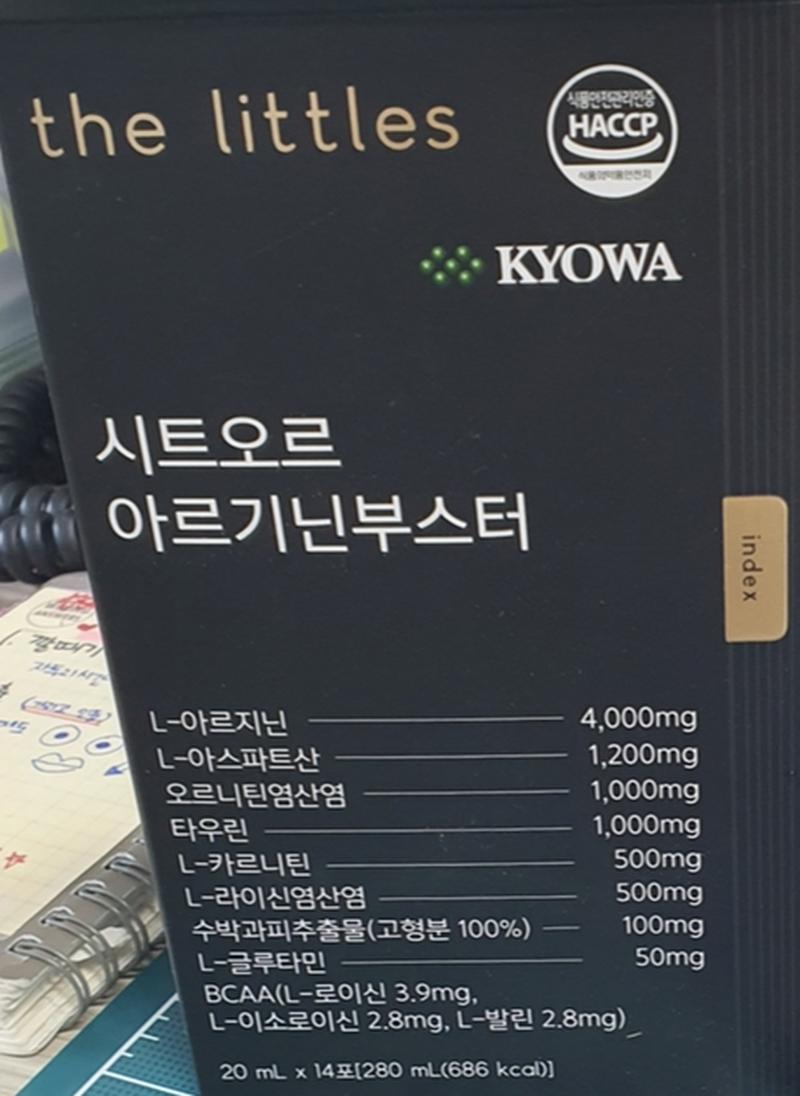 the littles
식품안전관리인증
HACCP
식품의약품안전처
KYOWA
시트오르
아르기닌부스터
index
L-아르지닌 4,000mg
L-아스파트산 1,200mg
오르니틴염산염 1,000mg
타우린 1,000mg
L-카르니틴 500mg
L-라이신염산염 500mg
수박과피추출물(고형분 100%) 100mg
L-글루타민 50mg
BCAA(L-로이신 3.9mg,
L-이소로이신 2.8mg, L-발린 2.8mg)
20 mL x 14포[280 mL(686 kcal)]